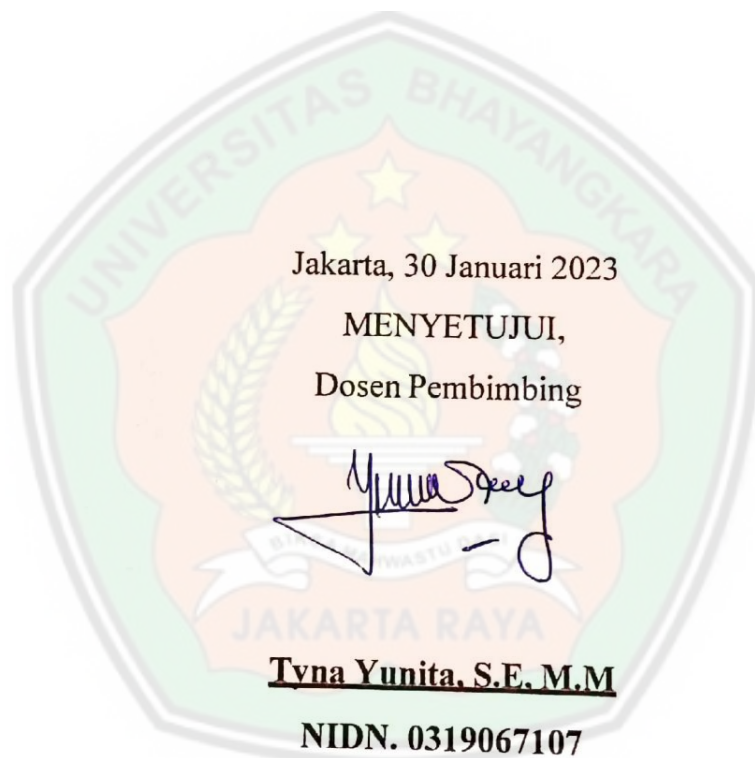 UNIVERSITAS BHAYANGKARA
Jakarta, 30 Januari 2023
MENYETUJUI,
Dosen Pembimbing
JAKARTA RAYA
Tyna Yunita, S.E, M.M
NIDN. 0319067107